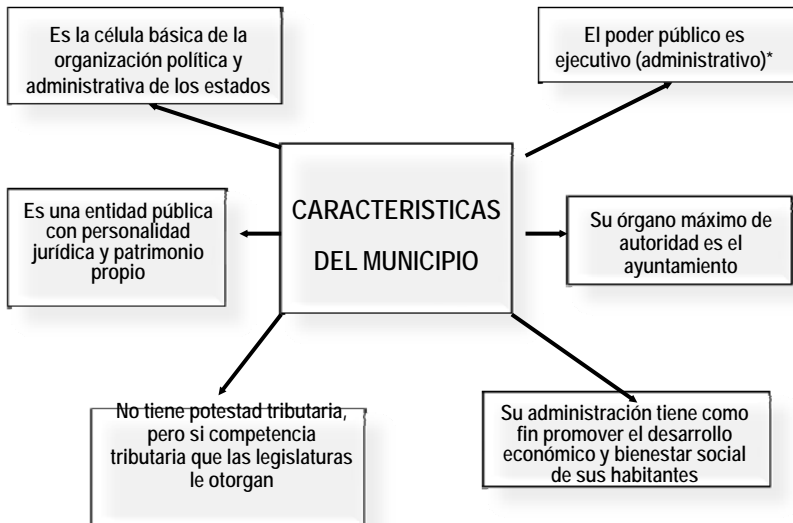 Es la célula básica de la
organización política y
administrativa de los estados
El poder público es
ejecutivo (administrativo)*
CARACTERISTICAS
DEL MUNICIPIO
Es una entidad pública
con personalidad
jurídica y patrimonio
propio
Su órgano máximo de
autoridad es el
ayuntamiento
No tiene potestad tributaria,
pero si competencia
tributaria que las legislaturas
le otorgan
Su administración tiene como
fin promover el desarrollo
económico y bienestar social
de sus habitantes